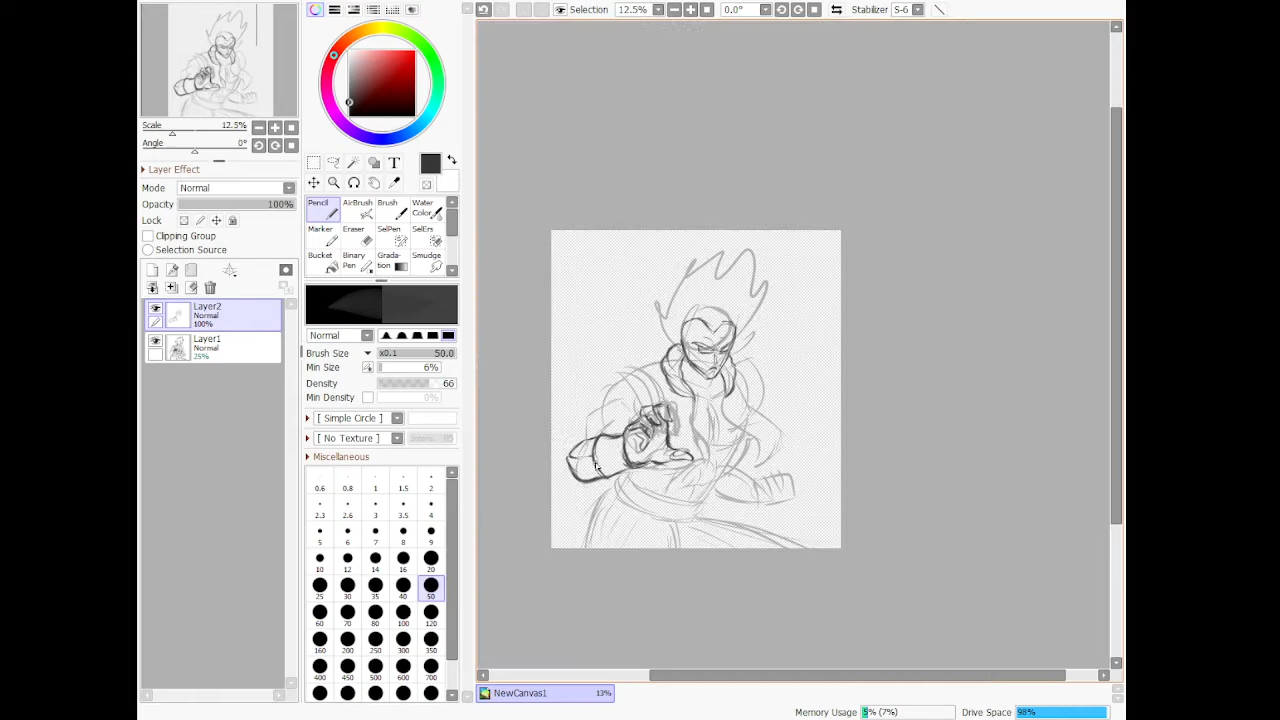 Selection 12.5% 0.0° Stabilizer S-6
Scale 12.5%
Angle 0°
Layer Effect
Mode Normal
Opacity 100%
Lock
Clipping Group
Selection Source
Layer2
Normal
100%
Layer1
Normal
25%
T
Pencil AirBrush Brush Water Color
Marker Eraser SelPen SelErs
Bucket Binary Pen Grada-tion Smudge
Normal
Brush Size x0.1 50.0
Min Size 6%
Density 66
Min Density 0%
[ Simple Circle ]
[ No Texture ]
Miscellaneous
0.6 0.8 1 1.5 2
2.3 2.6 3 3.5 4
5 6 7 8 9
10 12 14 16 20
25 30 35 40 50
60 70 80 100 120
160 200 250 300 350
400 450 500 600 700
NewCanvas1 13%
Memory Usage 5% (7%) Drive Space 98%